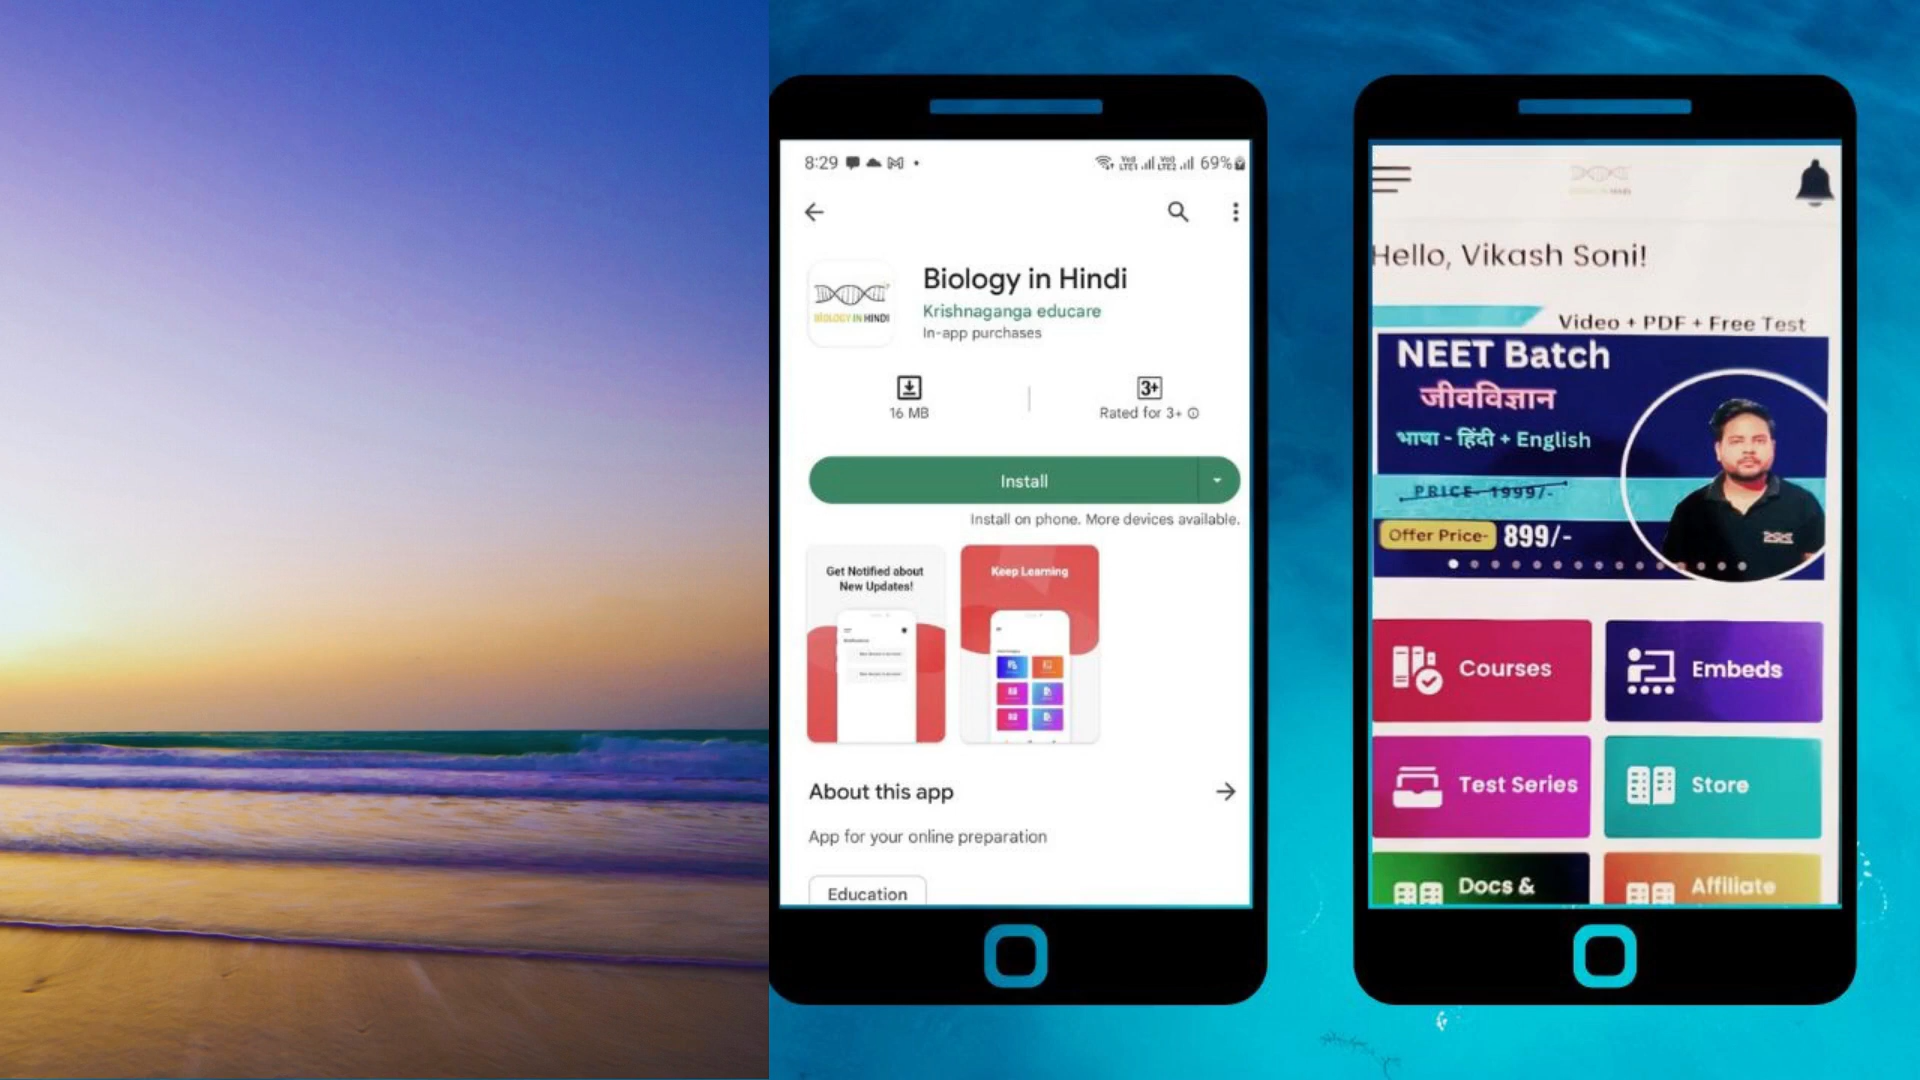 8:29
69%
Biology in Hindi
Krishnaganga educare
In-app purchases
BIOLOGY IN HINDI
16 MB
3+
Rated for 3+
Install
Install on phone. More devices available.
Get Notified about
New Updates!
Keep Learning
About this app
App for your online preparation
Education
Hello, Vikash Soni!
Video + PDF + Free Test
NEET Batch
जीवविज्ञान
भाषा - हिंदी + English
PRICE- 1999/-
Offer Price- 899/-
Courses
Embeds
Test Series
Store
Docs &
Affiliate